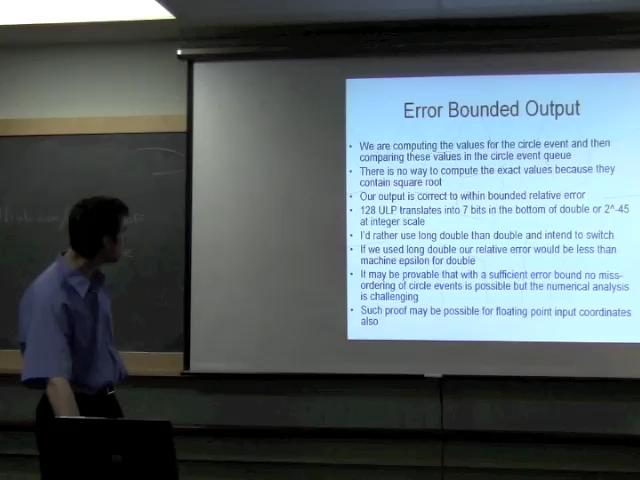 Error Bounded Output
• We are computing the values for the circle event and then
comparing these values in the circle event queue
• There is no way to compute the exact values because they
contain square root
• Our output is correct to within bounded relative error
• 128 ULP translates into 7 bits in the bottom of double or 2^-45
at integer scale
• I'd rather use long double than double and intend to switch
• If we used long double our relative error would be less than
machine epsilon for double
• It may be provable that with a sufficient error bound no miss-
ordering of circle events is possible but the numerical analysis
is challenging
• Such proof may be possible for floating point input coordinates
also